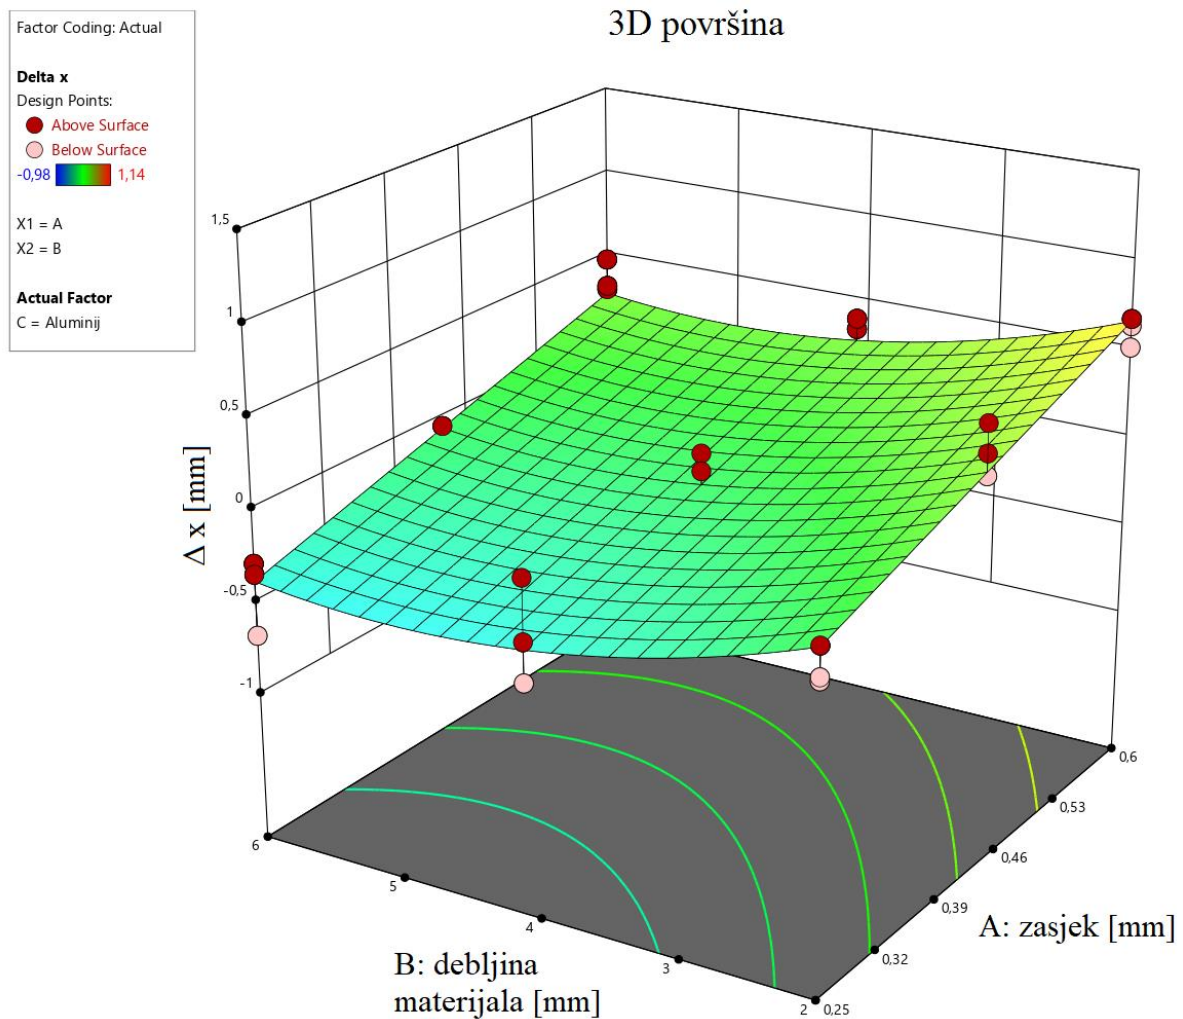 3D površina
Factor Coding: Actual
Delta x
Design Points:
Above Surface
Below Surface
-0,98 1,14
X1 = A
X2 = B
Actual Factor
C = Aluminij
1,5
1
0,5
0
-0,5
-1
Δ x [mm]
6
5
4
3
2
B: debljina
materijala [mm]
0,25
0,32
0,39
0,46
0,53
0,6
A: zasjek [mm]